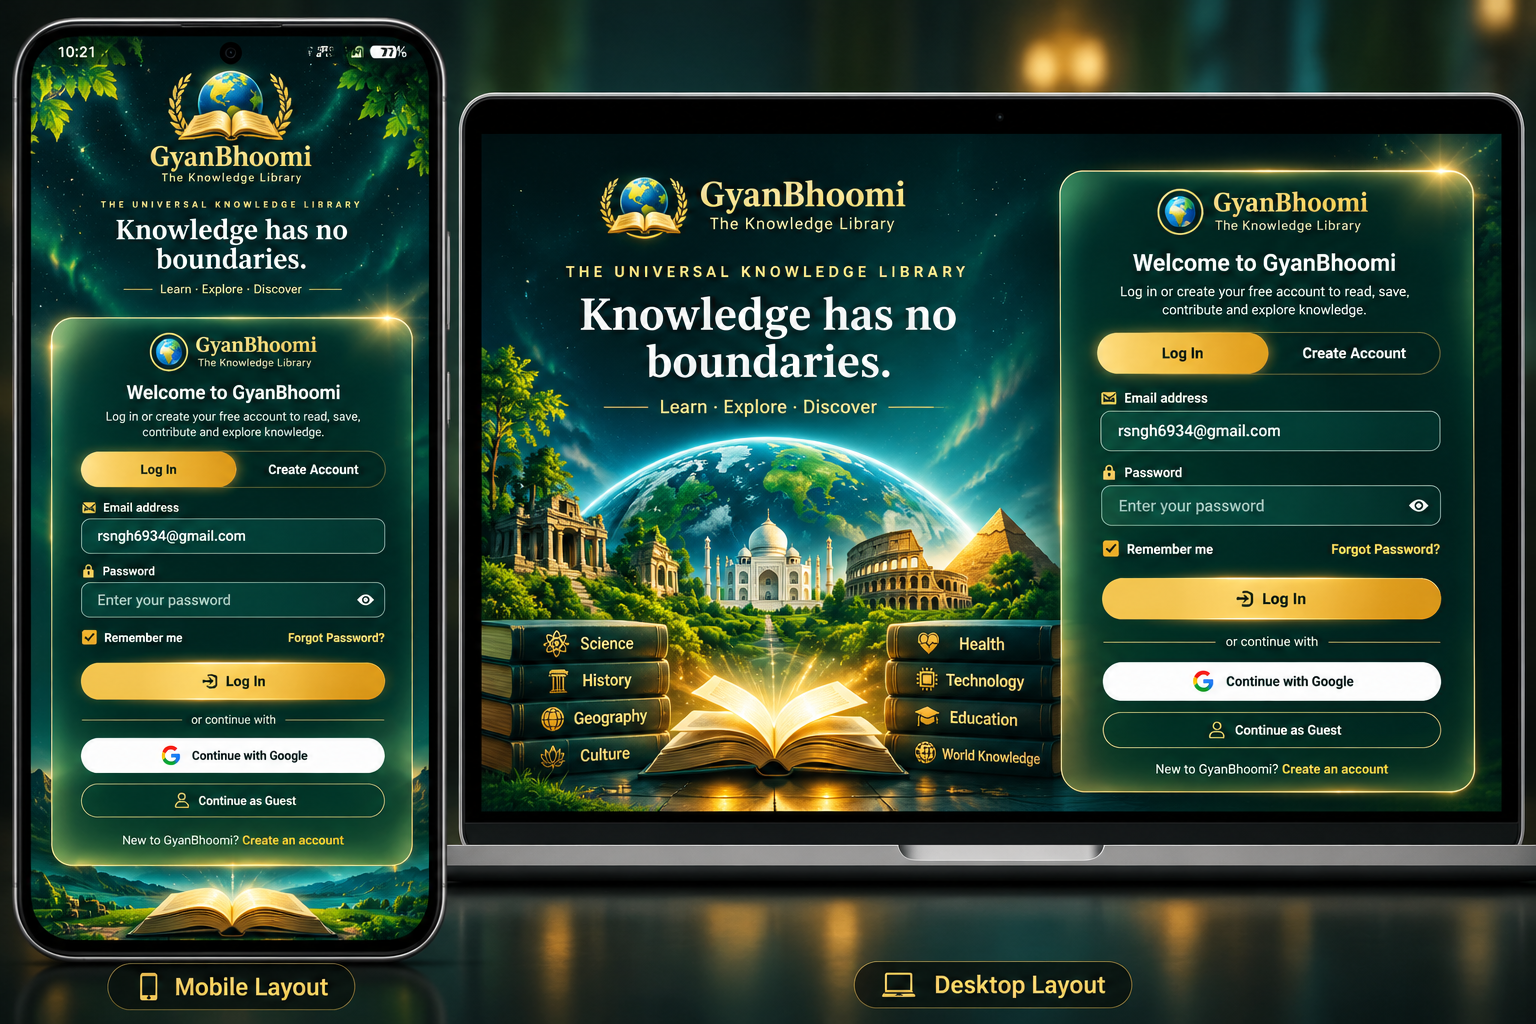 10:21
77%
GyanBhoomi
The Knowledge Library
THE UNIVERSAL KNOWLEDGE LIBRARY
Knowledge has no
boundaries.
Learn · Explore · Discover
GyanBhoomi
The Knowledge Library
Welcome to GyanBhoomi
Log in or create your free account to read, save,
contribute and explore knowledge.
Log In
Create Account
Email address
rsngh6934@gmail.com
Password
Enter your password
Remember me
Forgot Password?
Log In
or continue with
Continue with Google
Continue as Guest
New to GyanBhoomi? Create an account
Mobile Layout
GyanBhoomi
The Knowledge Library
THE UNIVERSAL KNOWLEDGE LIBRARY
Knowledge has no
boundaries.
Learn · Explore · Discover
Science
History
Geography
Culture
Health
Technology
Education
World Knowledge
GyanBhoomi
The Knowledge Library
Welcome to GyanBhoomi
Log in or create your free account to read, save,
contribute and explore knowledge.
Log In
Create Account
Email address
rsngh6934@gmail.com
Password
Enter your password
Remember me
Forgot Password?
Log In
or continue with
Continue with Google
Continue as Guest
New to GyanBhoomi? Create an account
Desktop Layout